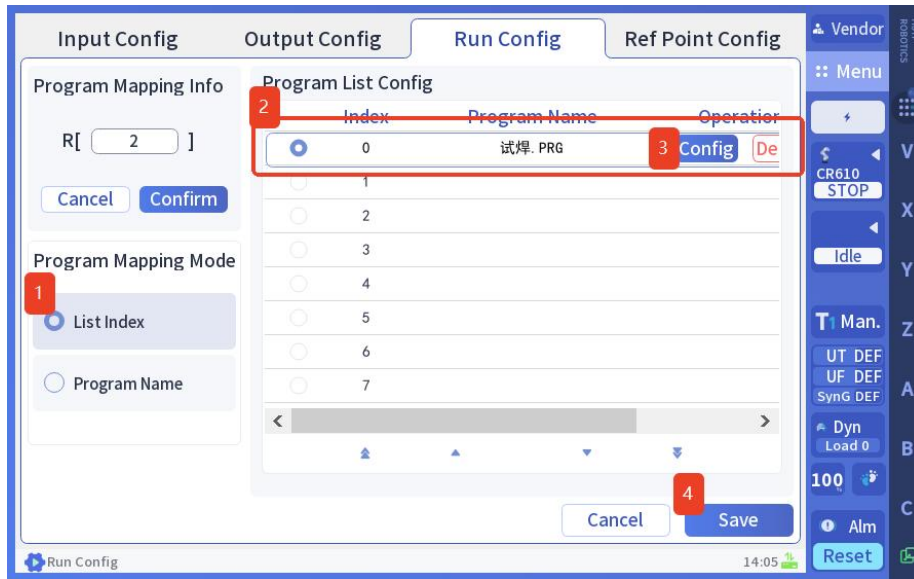 Input Config
Output Config
Run Config
Ref Point Config
Vendor
ROBOTICS
Menu
Program Mapping Info
R[ 2 ]
Cancel
Confirm
Program Mapping Mode
1
List Index
Program Name
Program List Config
2
Index
Program Name
Operation
0
试焊. PRG
3
Config
De
1
2
3
4
5
6
7
4
Cancel
Save
CR610
STOP
Idle
T1 Man.
UT DEF
UF DEF
SynG DEF
Dyn
Load 0
100%
Alm
Reset
V
X
Y
Z
A
B
C
Run Config
14:05